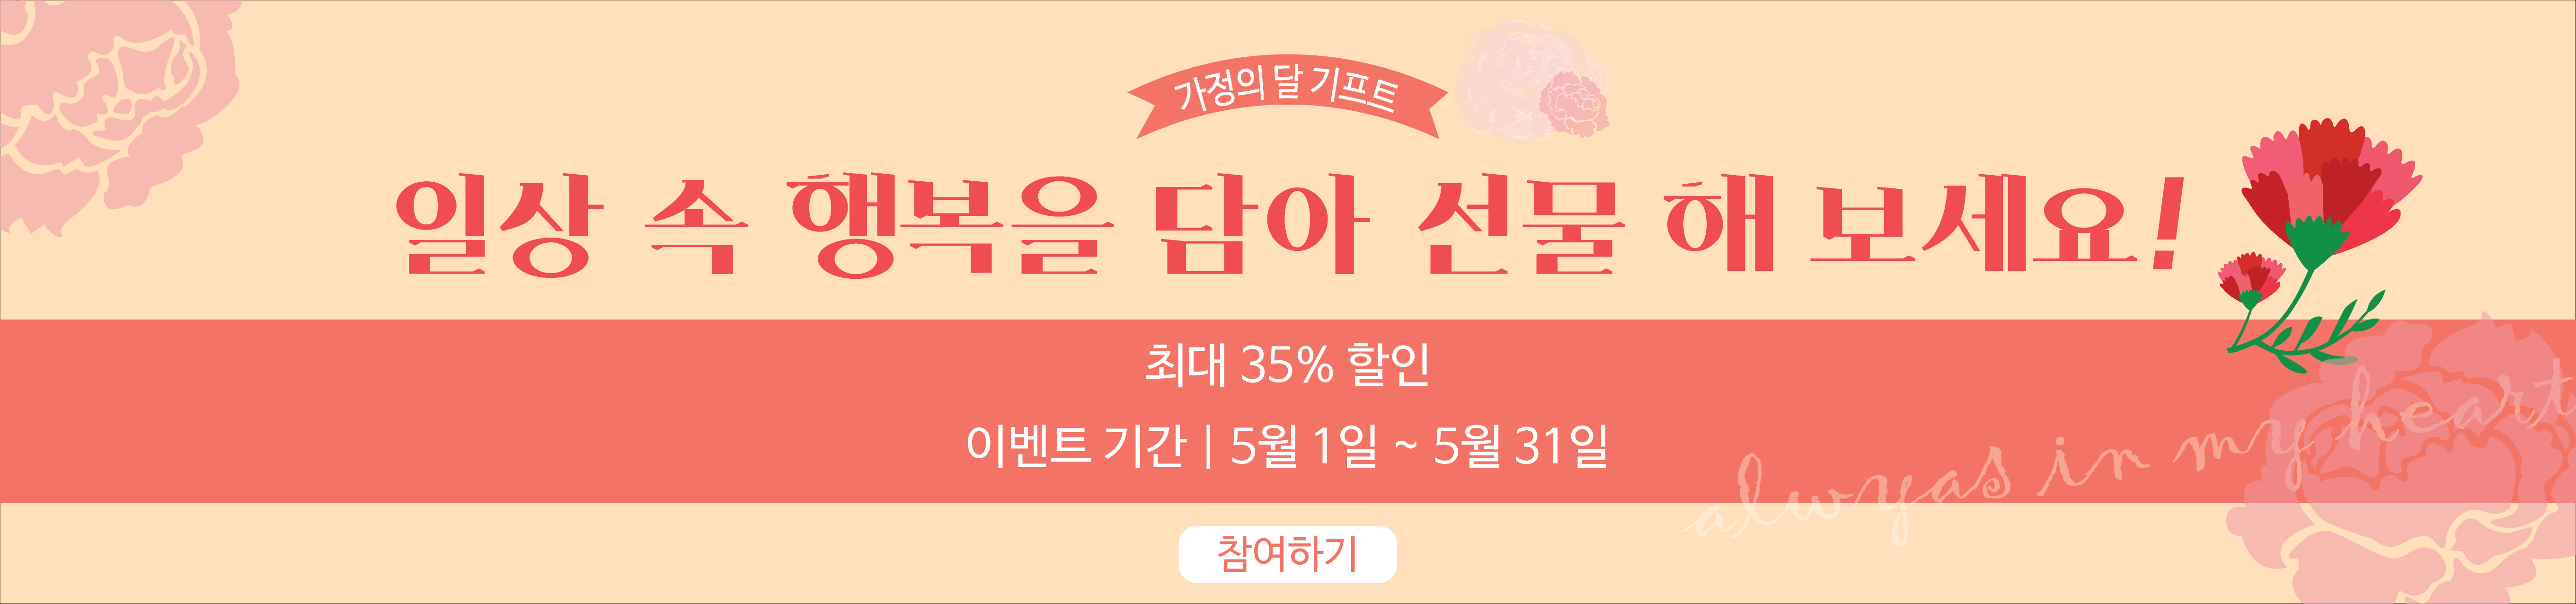 가정의 달 기프트
일상 속 행복을 담아 선물 해 보세요!
최대 35% 할인
이벤트 기간 | 5월 1일 ~ 5월 31일
alwyas in my heart
참여하기